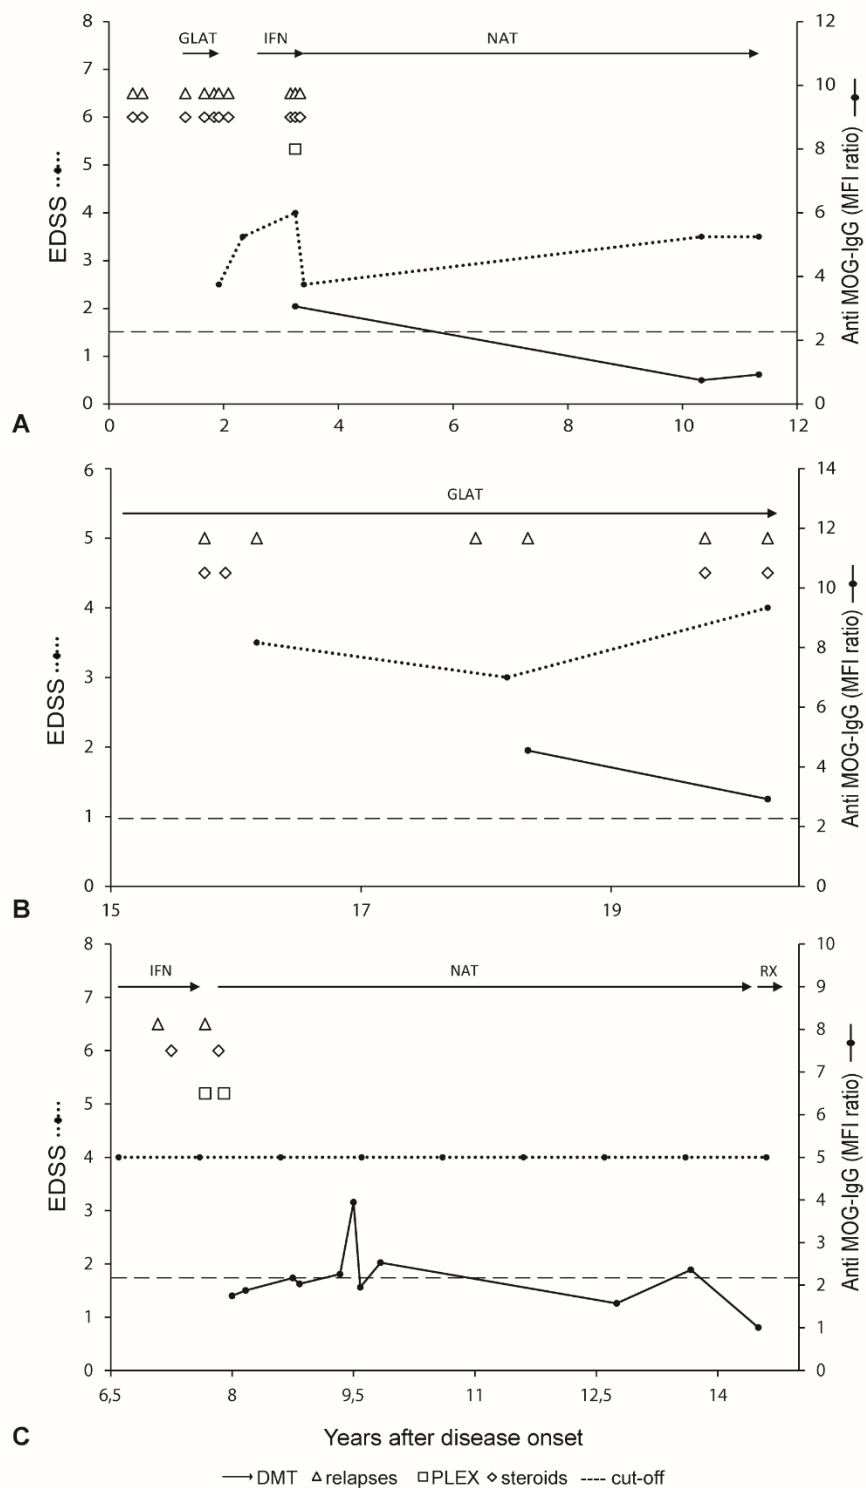 8 12
GLAT IFN NAT
7
10
6
5 8
4 6
3
4
2
2
1
0 0
EDSS
Anti MOG-IgG (MFI ratio)
A
0 2 4 6 8 10 12
6 14
GLAT
5 12
10
4
8
3
6
2
4
1
2
0 0
EDSS
Anti MOG-IgG (MFI ratio)
15 17 19
B
8 10
IFN NAT RX
7 9
8
6
7
5 6
4 5
3 4
3
2
2
1
1
0 0
EDSS
Anti MOG-IgG (MFI ratio)
6,5 8 9,5 11 12,5 14
C Years after disease onset
DMT relapses PLEX steroids cut-off